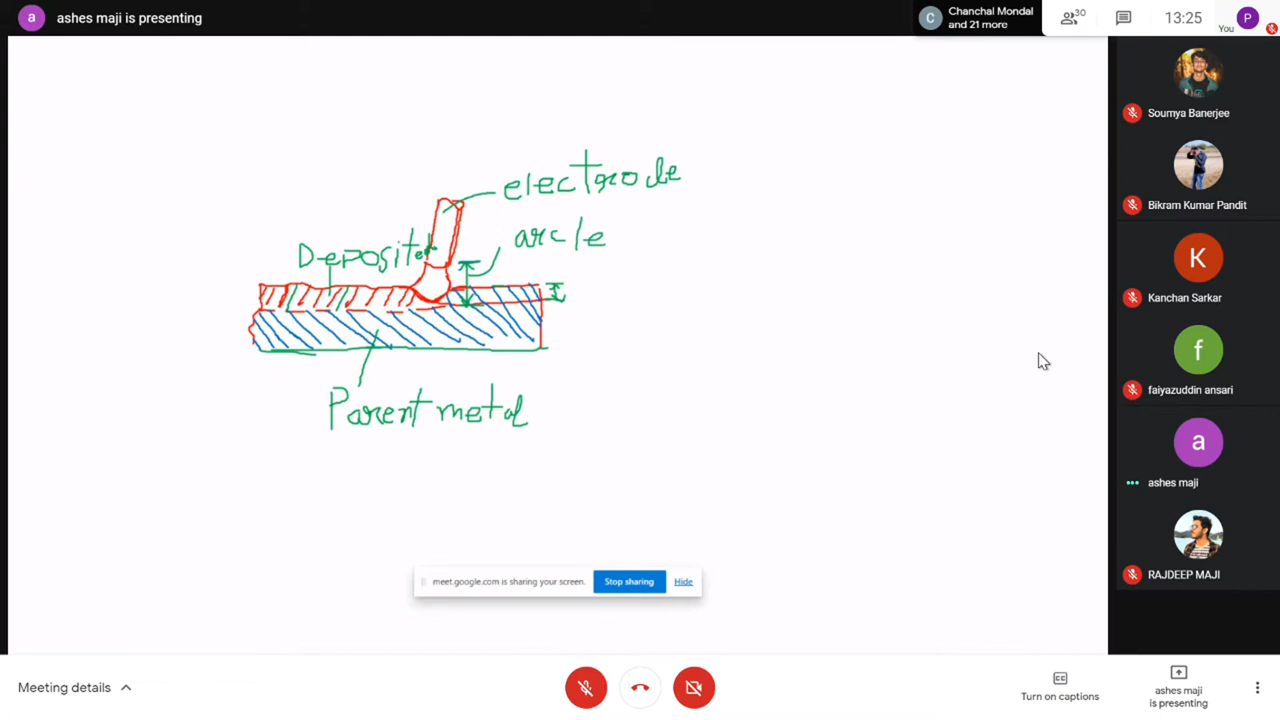 a
ashes maji is presenting
C
Chanchal Mondal
and 21 more
30
13:25
You
P
electrode
arcle
Deposited
Parent metal
Soumya Banerjee
Bikram Kumar Pandit
K
Kanchan Sarkar
f
faiyazuddin ansari
a
ashes maji
RAJDEEP MAJI
meet.google.com is sharing your screen.
Stop sharing
Hide
Meeting details
CC
Turn on captions
ashes maji
is presenting